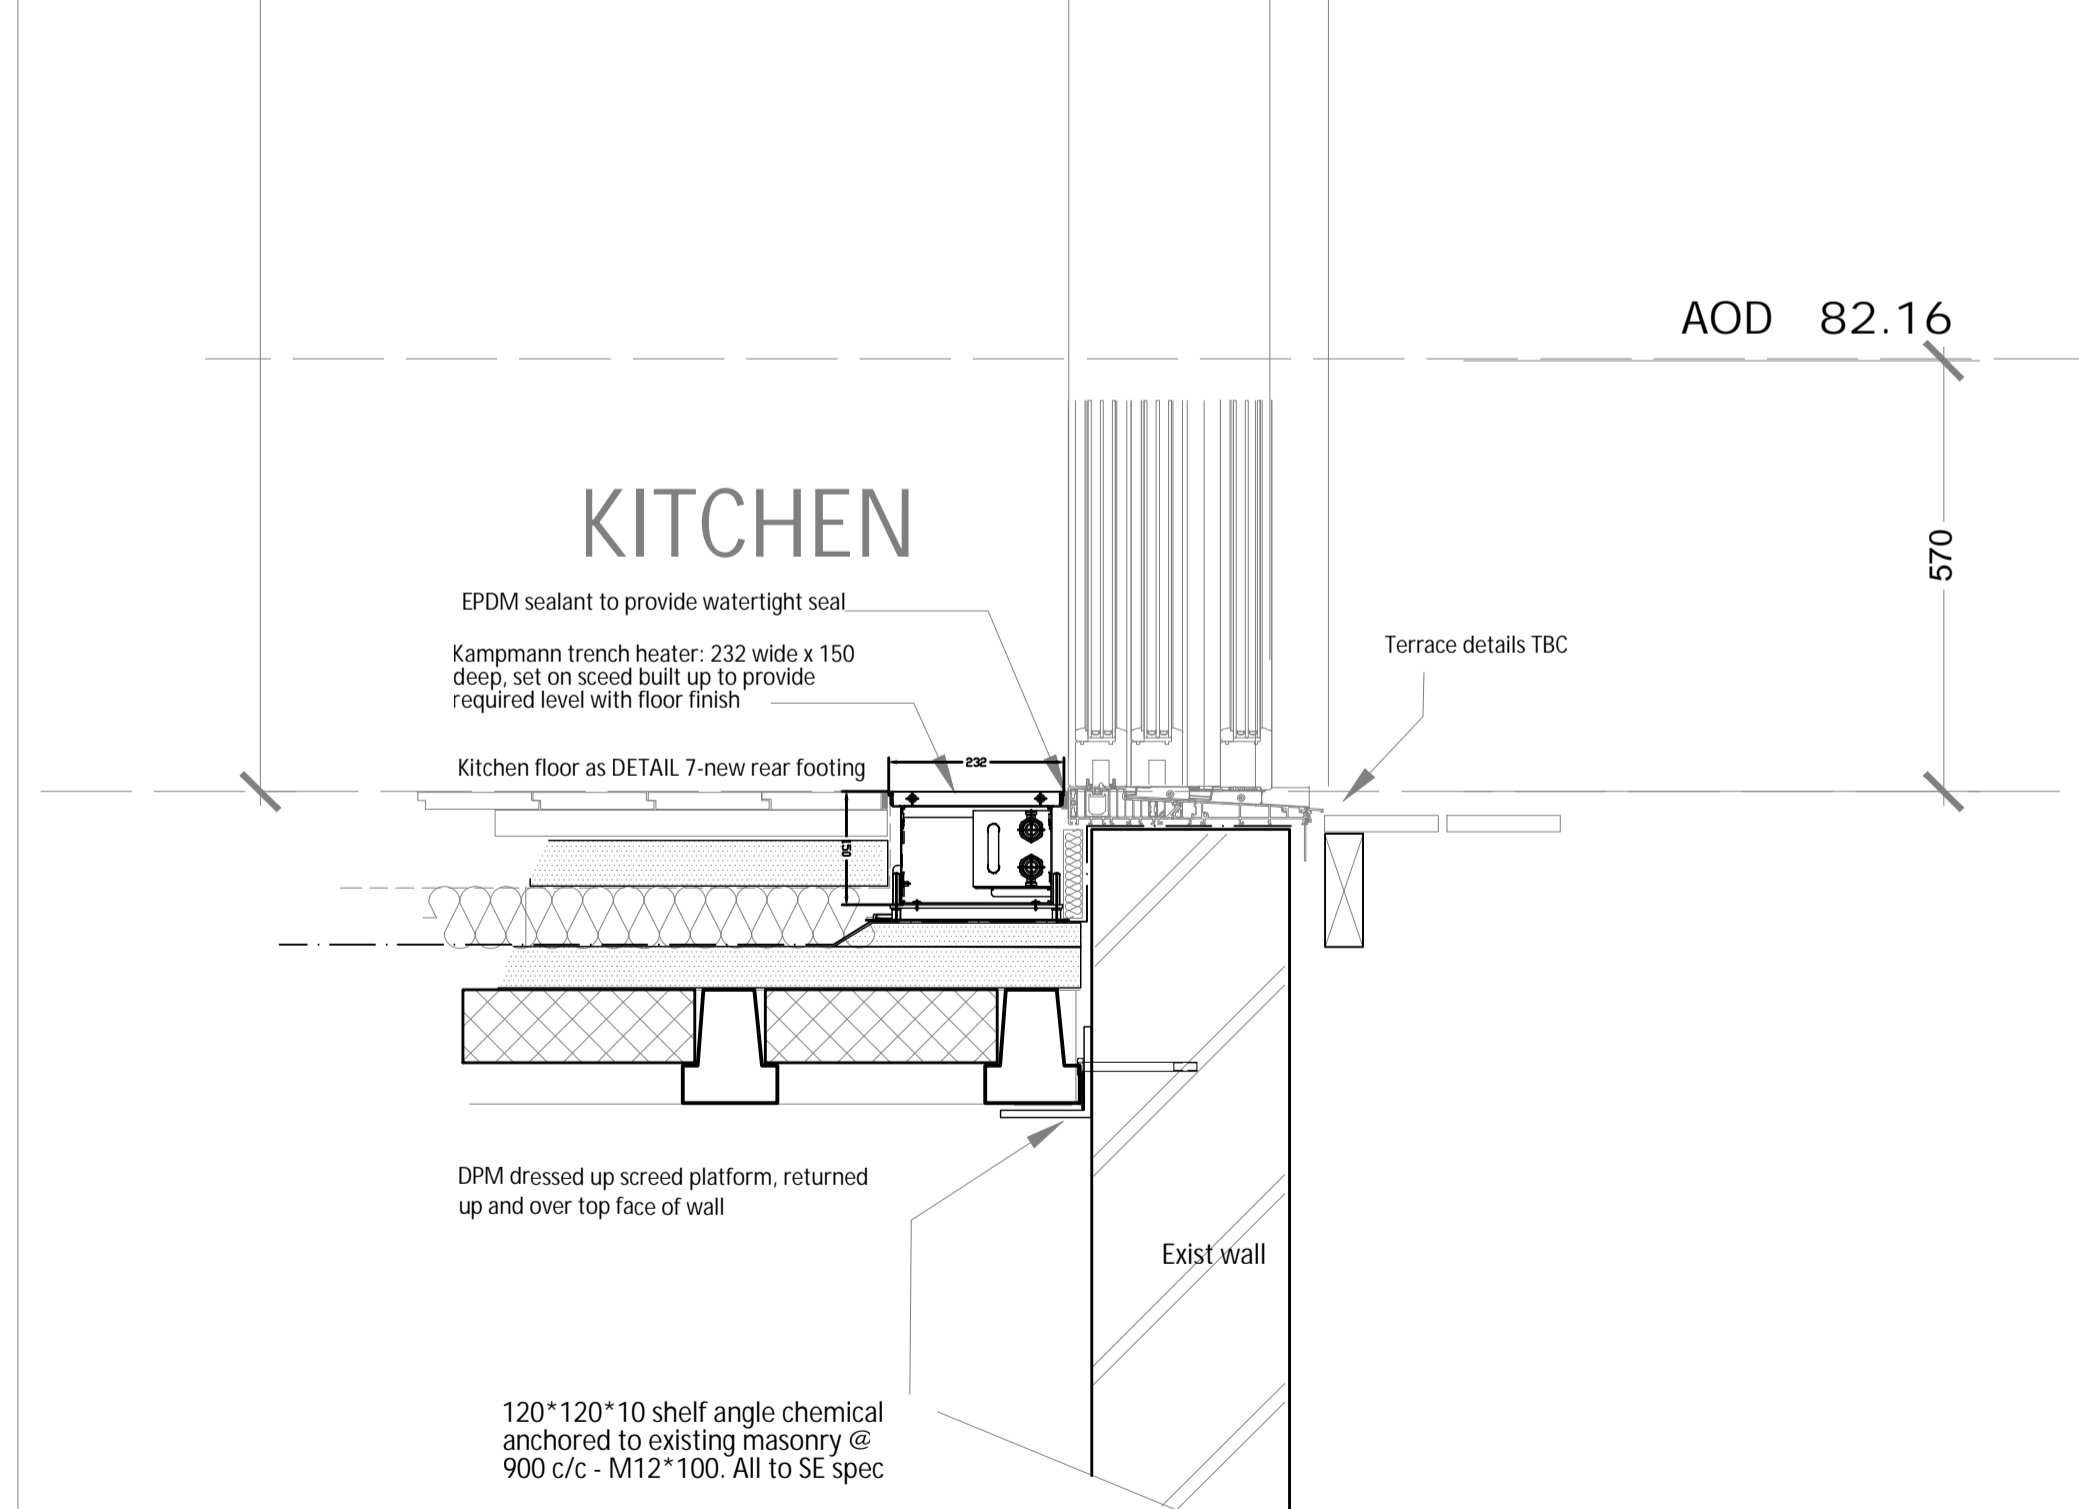 AOD 82.16
KITCHEN
570
EPDM sealant to provide watertight seal
Kampmann trench heater: 232 wide x 150
deep, set on sceed built up to provide
required level with floor finish
Terrace details TBC
Kitchen floor as DETAIL 7-new rear footing
232
150
DPM dressed up screed platform, returned
up and over top face of wall
Exist wall
120*120*10 shelf angle chemical
anchored to existing masonry @
900 c/c - M12*100. All to SE spec